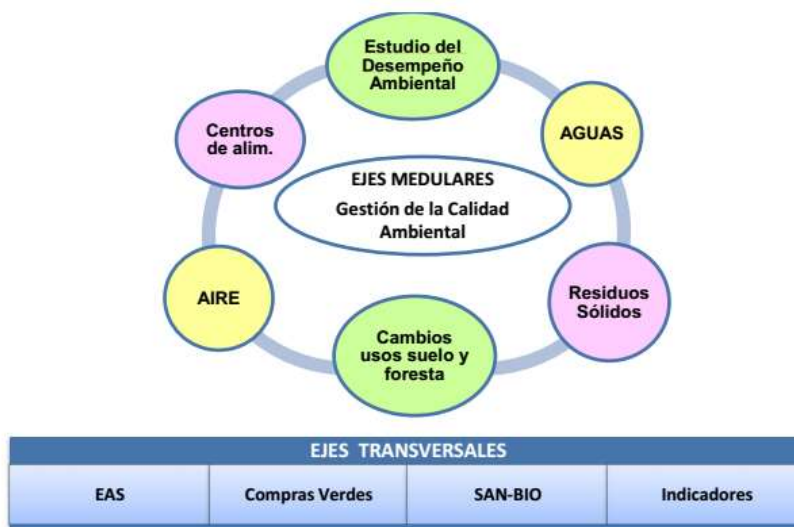 Estudio del
Desempeño
Ambiental
Centros
de alim.
AGUAS
EJES MEDULARES
Gestión de la Calidad
Ambiental
AIRE
Residuos
Sólidos
Cambios
usos suelo y
foresta
EJES TRANSVERSALES
EAS
Compras Verdes
SAN-BIO
Indicadores